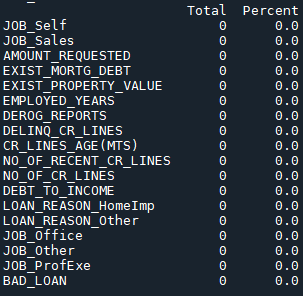 Total Percent
JOB_Self 0 0.0
JOB_Sales 0 0.0
AMOUNT_REQUESTED 0 0.0
EXIST_MORTG_DEBT 0 0.0
EXIST_PROPERTY_VALUE 0 0.0
EMPLOYED_YEARS 0 0.0
DEROG_REPORTS 0 0.0
DELINQ_CR_LINES 0 0.0
CR_LINES_AGE(MTS) 0 0.0
NO_OF_RECENT_CR_LINES 0 0.0
NO_OF_CR_LINES 0 0.0
DEBT_TO_INCOME 0 0.0
LOAN_REASON_HomeImp 0 0.0
LOAN_REASON_Other 0 0.0
JOB_Office 0 0.0
JOB_Other 0 0.0
JOB_ProfExe 0 0.0
BAD_LOAN 0 0.0